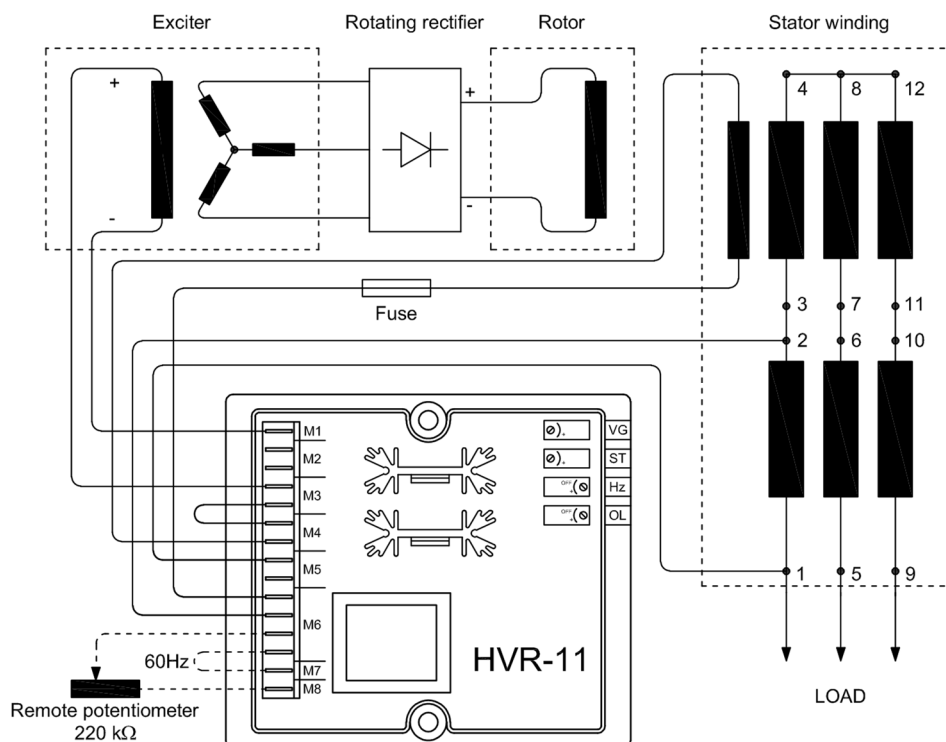 Exciter
Rotating rectifier
Rotor
Stator winding
+
-
+
-
4 8 12
3 7 11
2 6 10
1 5 9
Fuse
M1
M2
M3
M4
M5
M6
M7
M8
VG
ST
OFF
Hz
OFF
OL
60Hz
HVR-11
Remote potentiometer
220 kΩ
LOAD